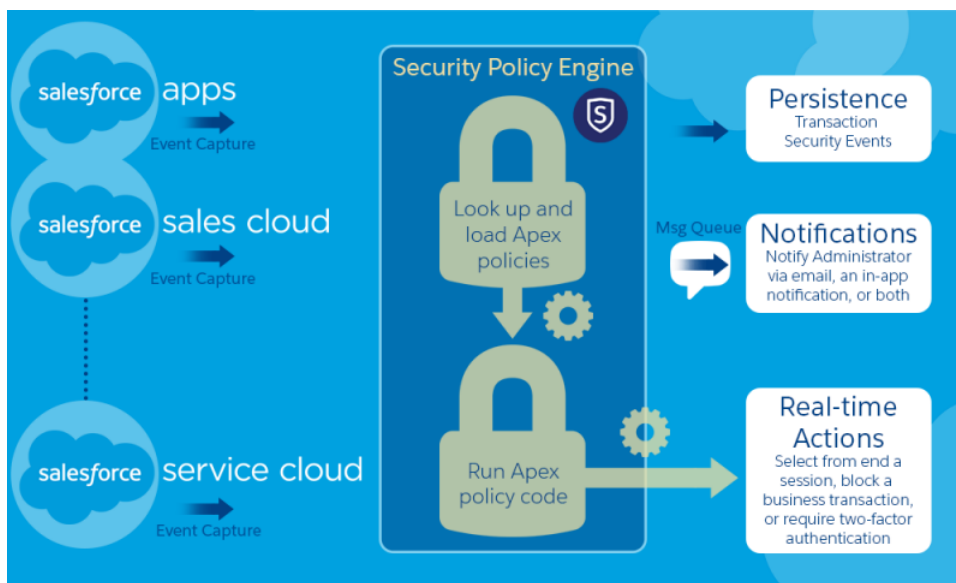 salesforce apps
Event Capture
salesforce sales cloud
Event Capture
salesforce service cloud
Event Capture
Security Policy Engine
S
Look up and
load Apex
policies
Run Apex
policy code
Persistence
Transaction
Security Events
Msg Queue
Notifications
Notify Administrator
via email, an in-app
notification, or both
Real-time
Actions
Select from end a
session, block a
business transaction,
or require two-factor
authentication